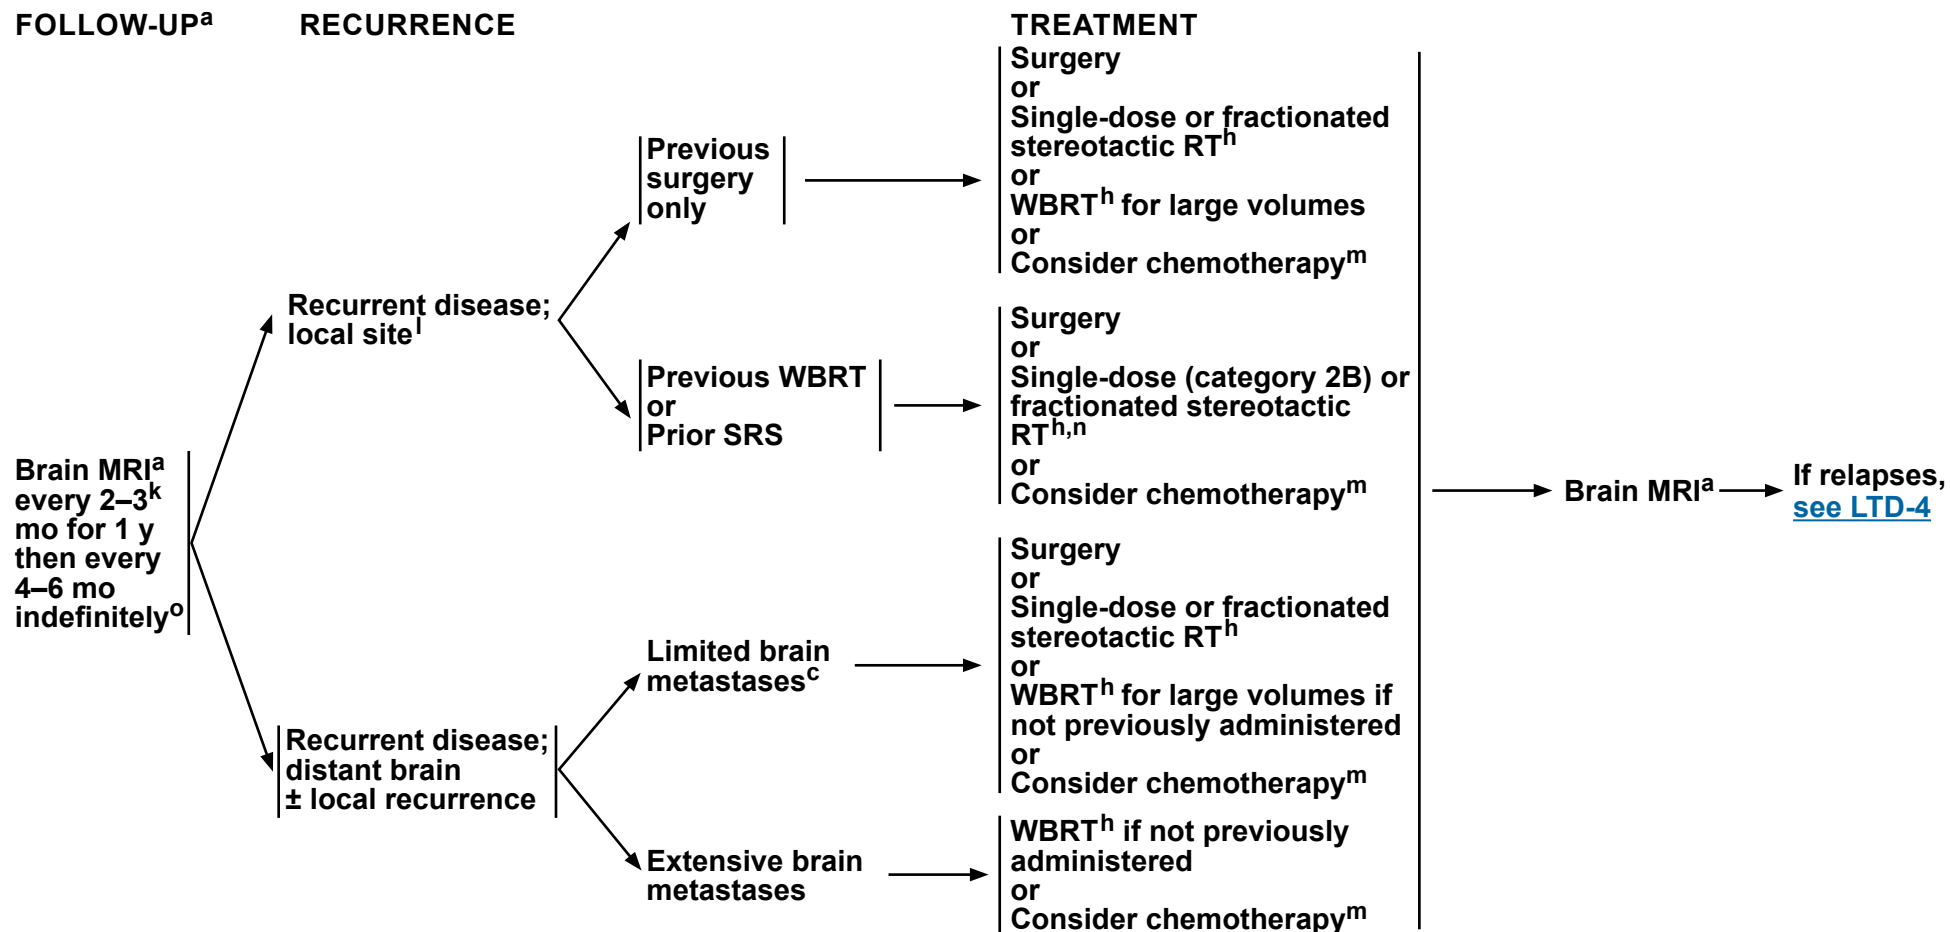 FOLLOW-UPa
RECURRENCE
TREATMENT
Brain MRIa
every 2–3k
mo for 1 y
then every
4–6 mo
indefinitelyo
Recurrent disease;
local sitel
Previous
surgery
only
Surgery
or
Single-dose or fractionated
stereotactic RTh
or
WBRTh for large volumes
or
Consider chemotherapym
Previous WBRT
or
Prior SRS
Surgery
or
Single-dose (category 2B) or
fractionated stereotactic
RTh,n
or
Consider chemotherapym
Recurrent disease;
distant brain
± local recurrence
Limited brain
metastasesc
Surgery
or
Single-dose or fractionated
stereotactic RTh
or
WBRTh for large volumes if
not previously administered
or
Consider chemotherapym
Extensive brain
metastases
WBRTh if not previously
administered
or
Consider chemotherapym
Brain MRIa
If relapses,
see LTD-4